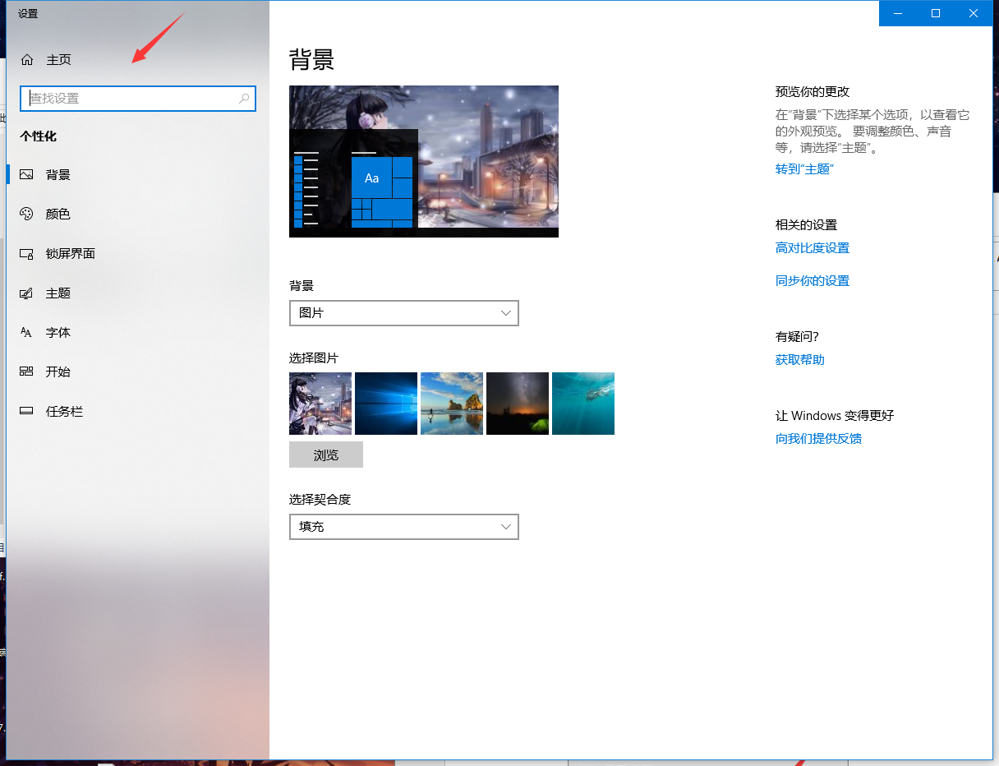 设置
主页
查找设置
个性化
背景
颜色
锁屏界面
主题
字体
开始
任务栏
背景
Aa
背景
图片
选择图片
浏览
选择契合度
填充
预览你的更改
在“背景”下选择某个选项，以查看它
的外观预览。 要调整颜色、声音
等，请选择“主题”。
转到“主题”
相关的设置
高对比度设置
同步你的设置
有疑问?
获取帮助
让 Windows 变得更好
向我们提供反馈